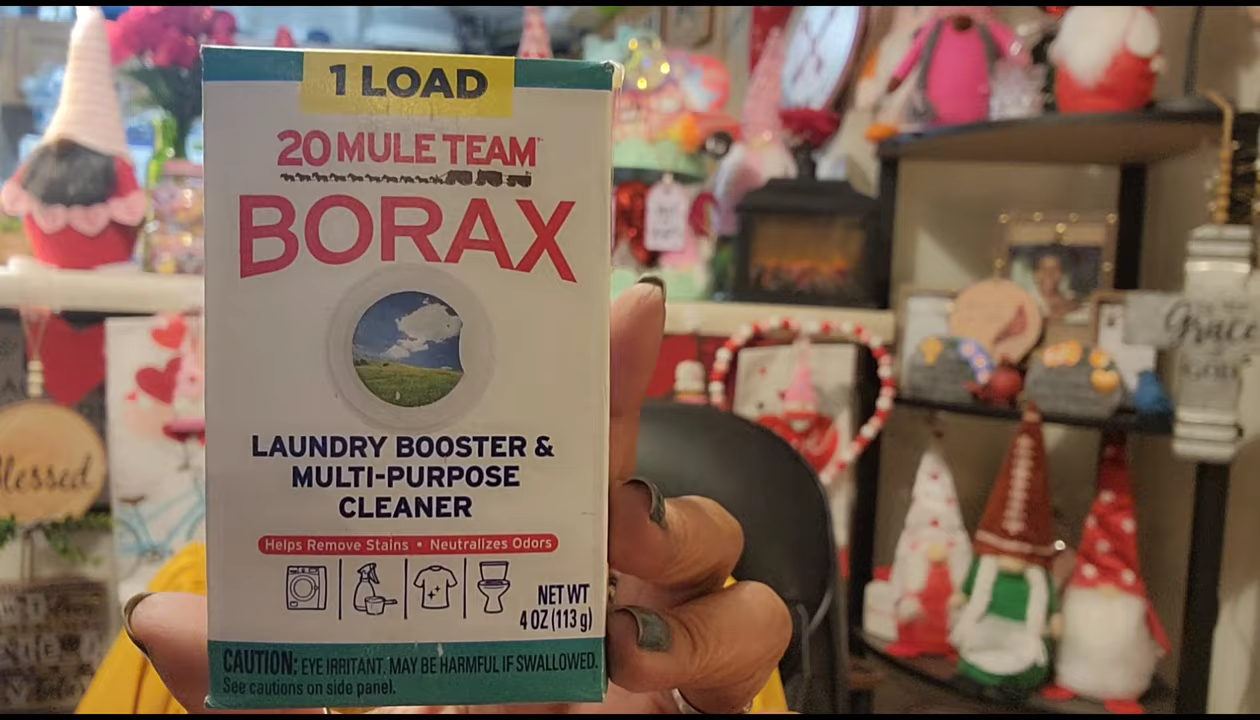 1 LOAD
20 MULE TEAM
BORAX
LAUNDRY BOOSTER &
MULTI-PURPOSE
CLEANER
Helps Remove Stains • Neutralizes Odors
NET WT
4 OZ (113 g)
CAUTION: EYE IRRITANT. MAY BE HARMFUL IF SWALLOWED.
See cautions on side panel.
Blessed
Grace